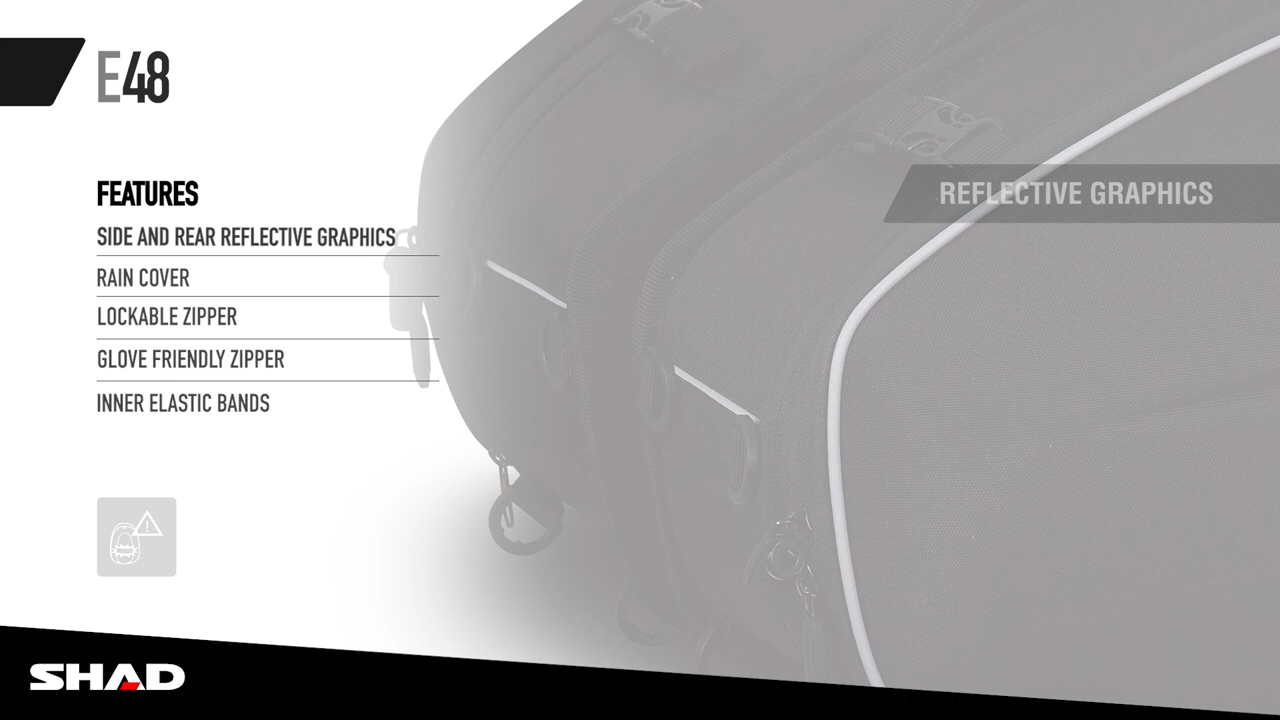 E48
FEATURES
SIDE AND REAR REFLECTIVE GRAPHICS
RAIN COVER
LOCKABLE ZIPPER
GLOVE FRIENDLY ZIPPER
INNER ELASTIC BANDS
REFLECTIVE GRAPHICS
SHAD